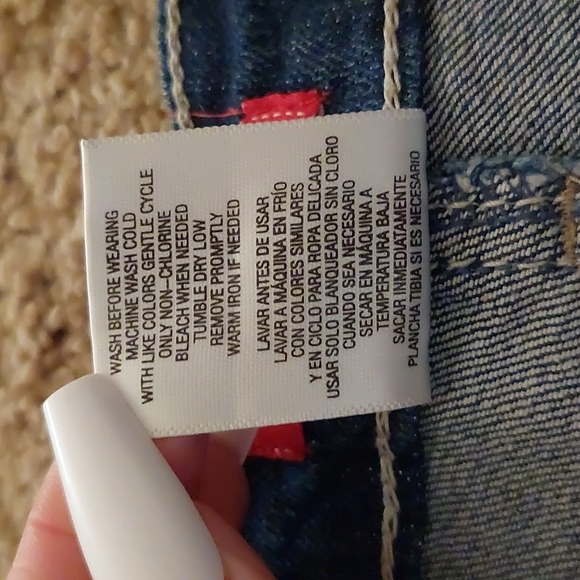 WASH BEFORE WEARING
MACHINE WASH COLD
WITH LIKE COLORS GENTLE CYCLE
ONLY NON-CHLORINE
BLEACH WHEN NEEDED
TUMBLE DRY LOW
REMOVE PROMPTLY
WARM IRON IF NEEDED
LAVAR ANTES DE USAR
LAVAR A MÁQUINA EN FRÍO
CON COLORES SIMILARES
Y EN CICLO PARA ROPA DELICADA
USAR SOLO BLANQUEADOR SIN CLORO
CUANDO SEA NECESARIO
SECAR EN MÁQUINA A
TEMPERATURA BAJA
SACAR INMEDIATAMENTE
PLANCHA TIBIA SI ES NECESARIO